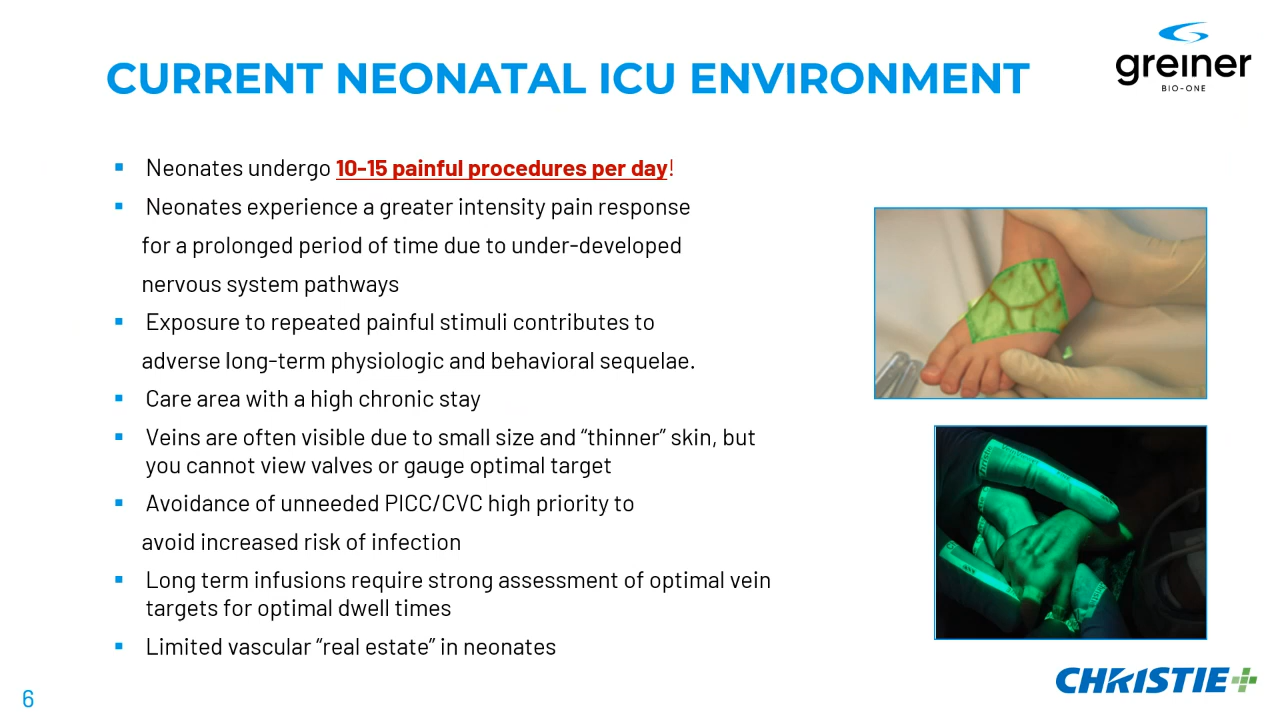 CURRENT NEONATAL ICU ENVIRONMENT
greiner
BIO-ONE
▪ Neonates undergo 10-15 painful procedures per day!
▪ Neonates experience a greater intensity pain response
for a prolonged period of time due to under-developed
nervous system pathways
▪ Exposure to repeated painful stimuli contributes to
adverse long-term physiologic and behavioral sequelae.
▪ Care area with a high chronic stay
▪ Veins are often visible due to small size and “thinner” skin, but
you cannot view valves or gauge optimal target
▪ Avoidance of unneeded PICC/CVC high priority to
avoid increased risk of infection
▪ Long term infusions require strong assessment of optimal vein
targets for optimal dwell times
▪ Limited vascular “real estate” in neonates
CHRISTIE
6